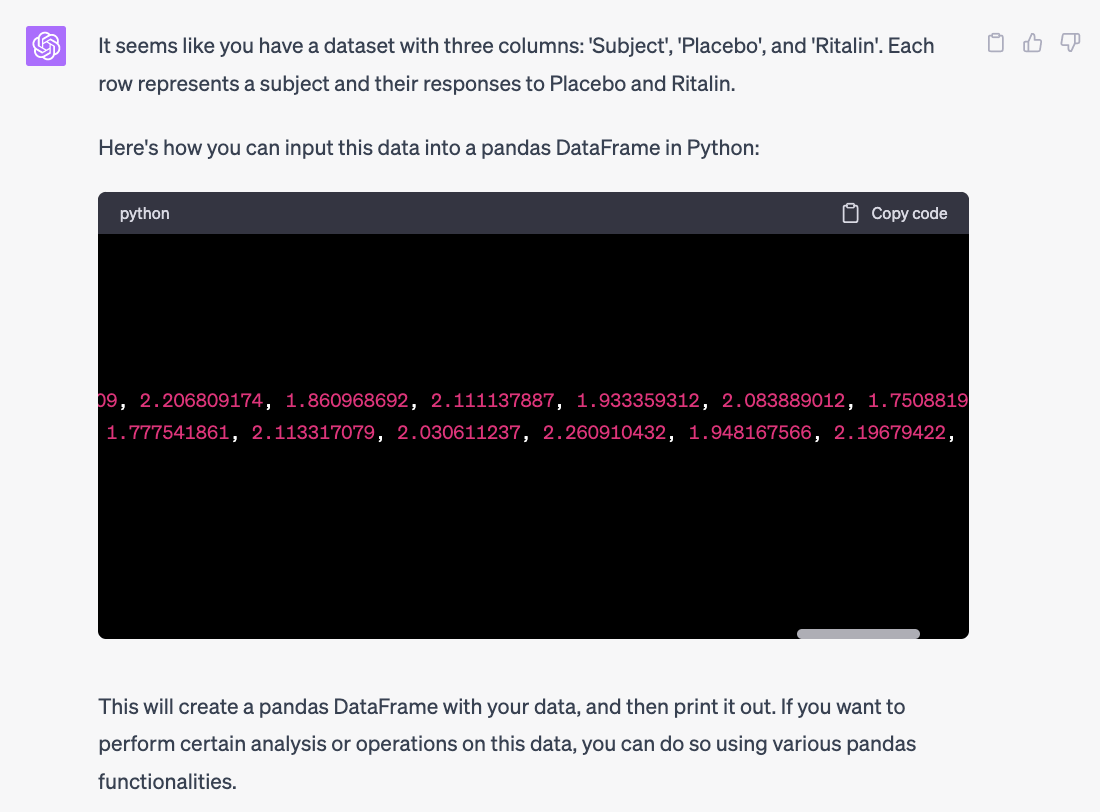 It seems like you have a dataset with three columns: 'Subject', 'Placebo', and 'Ritalin'. Each
row represents a subject and their responses to Placebo and Ritalin.
Here's how you can input this data into a pandas DataFrame in Python:
python Copy code
09, 2.206809174, 1.860968692, 2.111137887, 1.933359312, 2.083889012, 1.7508819
1.777541861, 2.113317079, 2.030611237, 2.260910432, 1.948167566, 2.19679422,
This will create a pandas DataFrame with your data, and then print it out. If you want to
perform certain analysis or operations on this data, you can do so using various pandas
functionalities.